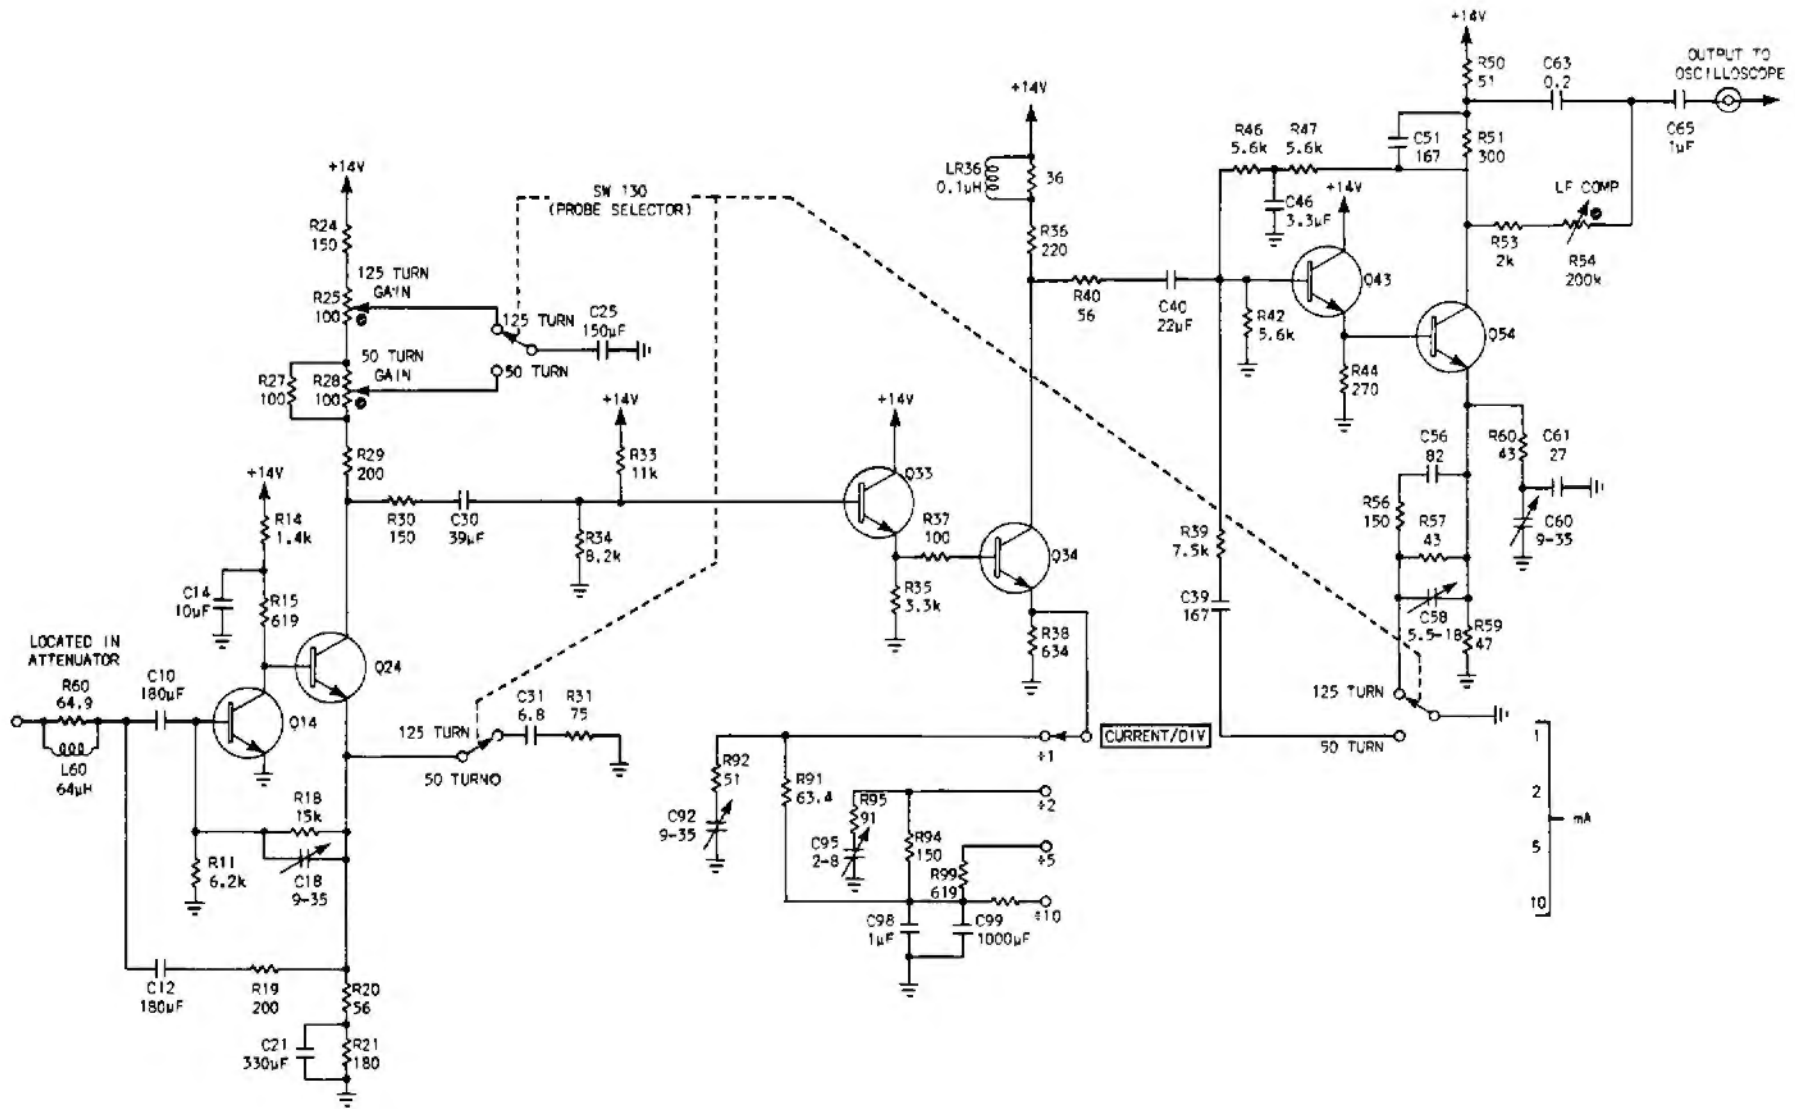 +14V
R50
51
C63
0.2
OUTPUT TO
OSCILLOSCOPE
C65
1µF
+14V
LR36
0.1µH
36
R36
220
R46
5.6k
R47
5.6k
C51
167
R51
300
C46
3.3µF
+14V
LF COMP
R53
2k
R54
200k
+14V
R24
150
SW 130
(PROBE SELECTOR)
125 TURN
GAIN
R25
100
125 TURN
C25
150µF
50 TURN
GAIN
R27
100
R28
100
50 TURN
R40
56
C40
22µF
R42
5.6k
Q43
R44
270
Q54
R29
200
+14V
R33
11k
+14V
Q33
R30
150
C30
39µF
R34
8.2k
R37
100
Q34
R35
3.3k
R38
634
R39
7.5k
C39
167
C56
82
R60
43
C61
27
R56
150
R57
43
C60
9-35
C58
5.5-18
R59
47
+14V
R14
1.4k
C14
10µF
R15
619
LOCATED IN
ATTENUATOR
R60
64.9
C10
180µF
Q24
Q14
L60
64µH
125 TURN
C31
6.8
R31
75
50 TURNO
R18
15k
R11
6.2k
C18
9-35
C12
180µF
R19
200
R20
56
C21
330µF
R21
180
CURRENT/DIV
÷1
R92
51
R91
63.4
C92
9-35
R95
91
÷2
C95
2-8
R94
150
÷5
R99
619
÷10
C98
1µF
C99
1000µF
125 TURN
50 TURN
1
2
mA
5
10